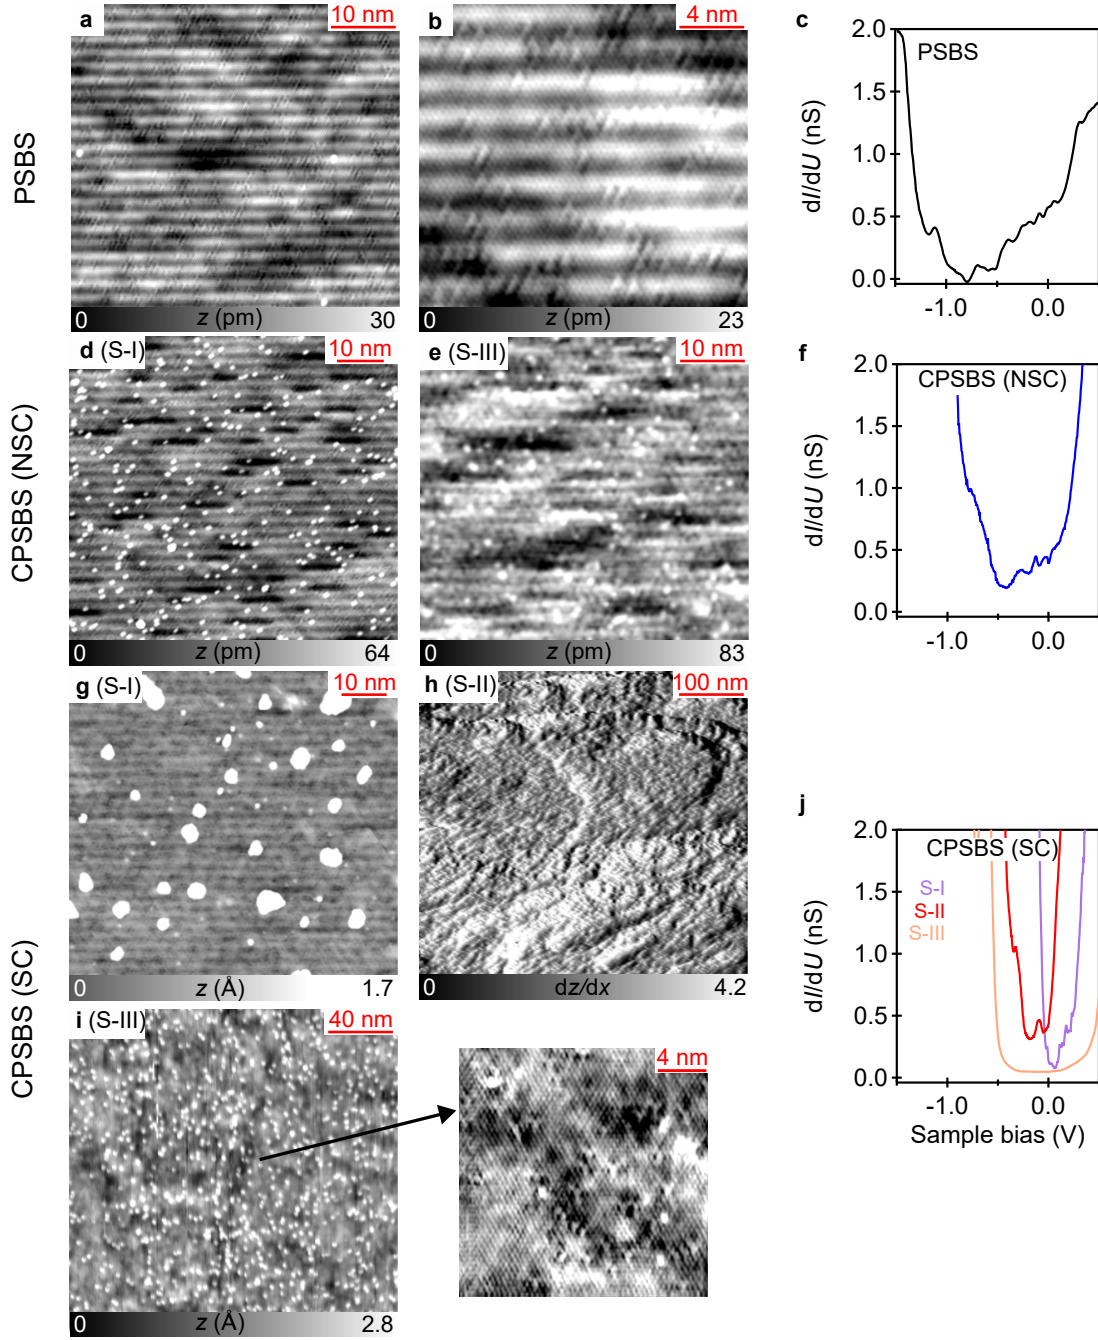 PSBS
a
10 nm
0
z (pm)
30
b
4 nm
0
z (pm)
23
c
PSBS
dI/dU (nS)
2.0
1.5
1.0
0.5
0.0
-1.0
0.0
CPSBS (NSC)
d (S-I)
10 nm
0
z (pm)
64
e (S-III)
10 nm
0
z (pm)
83
f
CPSBS (NSC)
dI/dU (nS)
2.0
1.5
1.0
0.5
0.0
-1.0
0.0
CPSBS (SC)
g (S-I)
10 nm
0
z (Å)
1.7
h (S-II)
100 nm
0
dz/dx
4.2
i (S-III)
40 nm
0
z (Å)
2.8
4 nm
j
CPSBS (SC)
S-I
S-II
S-III
dI/dU (nS)
2.0
1.5
1.0
0.5
0.0
-1.0
0.0
Sample bias (V)